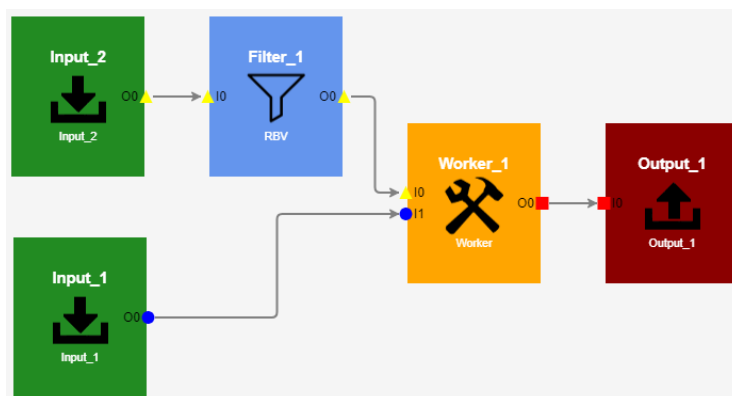 Input_2
O0
Input_2
Filter_1
I0
O0
RBV
Worker_1
I0
I1
O0
Worker
Output_1
I0
Output_1
Input_1
O0
Input_1